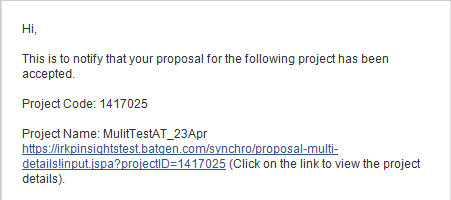 Hi,
This is to notify that your proposal for the following project has been
accepted.
Project Code: 1417025
Project Name: MulitTestAT_23Apr
https://irkpinsightstest.batgen.com/synchro/proposal-multi-
details!input.jspa?projectID=1417025 (Click on the link to view the project
details).